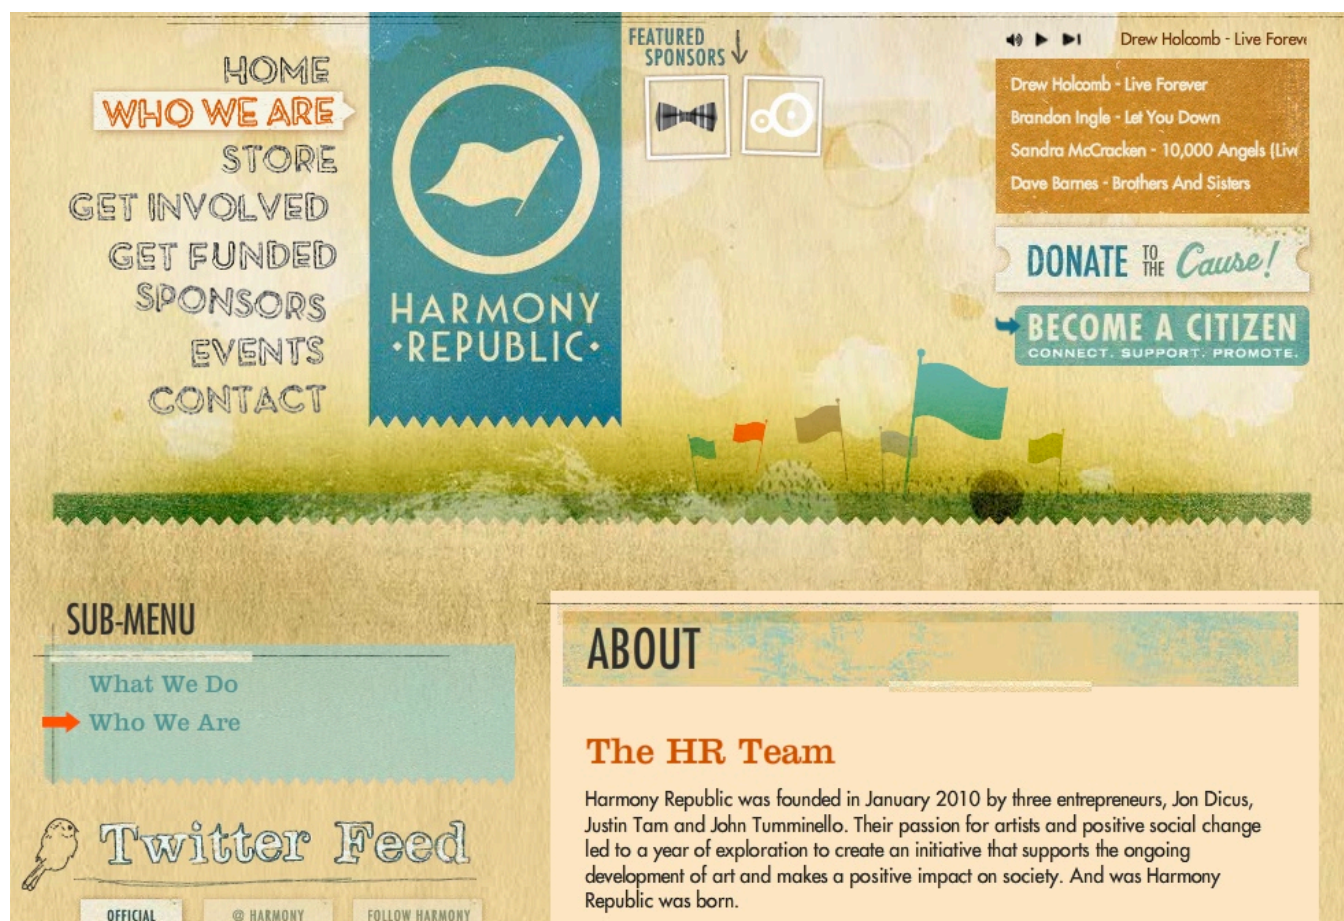 HOME
WHO WE ARE
STORE
GET INVOLVED
GET FUNDED
SPONSORS
EVENTS
CONTACT
HARMONY
·REPUBLIC·
FEATURED
SPONSORS
Drew Holcomb - Live Foreve
Drew Holcomb - Live Forever
Brandon Ingle - Let You Down
Sandra McCracken - 10,000 Angels (Live
Dave Barnes - Brothers And Sisters
DONATE TO THE Cause!
BECOME A CITIZEN
CONNECT. SUPPORT. PROMOTE.
SUB-MENU
What We Do
Who We Are
Twitter Feed
OFFICIAL
@ HARMONY
FOLLOW HARMONY
ABOUT
The HR Team
Harmony Republic was founded in January 2010 by three entrepreneurs, Jon Dicus,
Justin Tam and John Tumminello. Their passion for artists and positive social change
led to a year of exploration to create an initiative that supports the ongoing
development of art and makes a positive impact on society. And was Harmony
Republic was born.